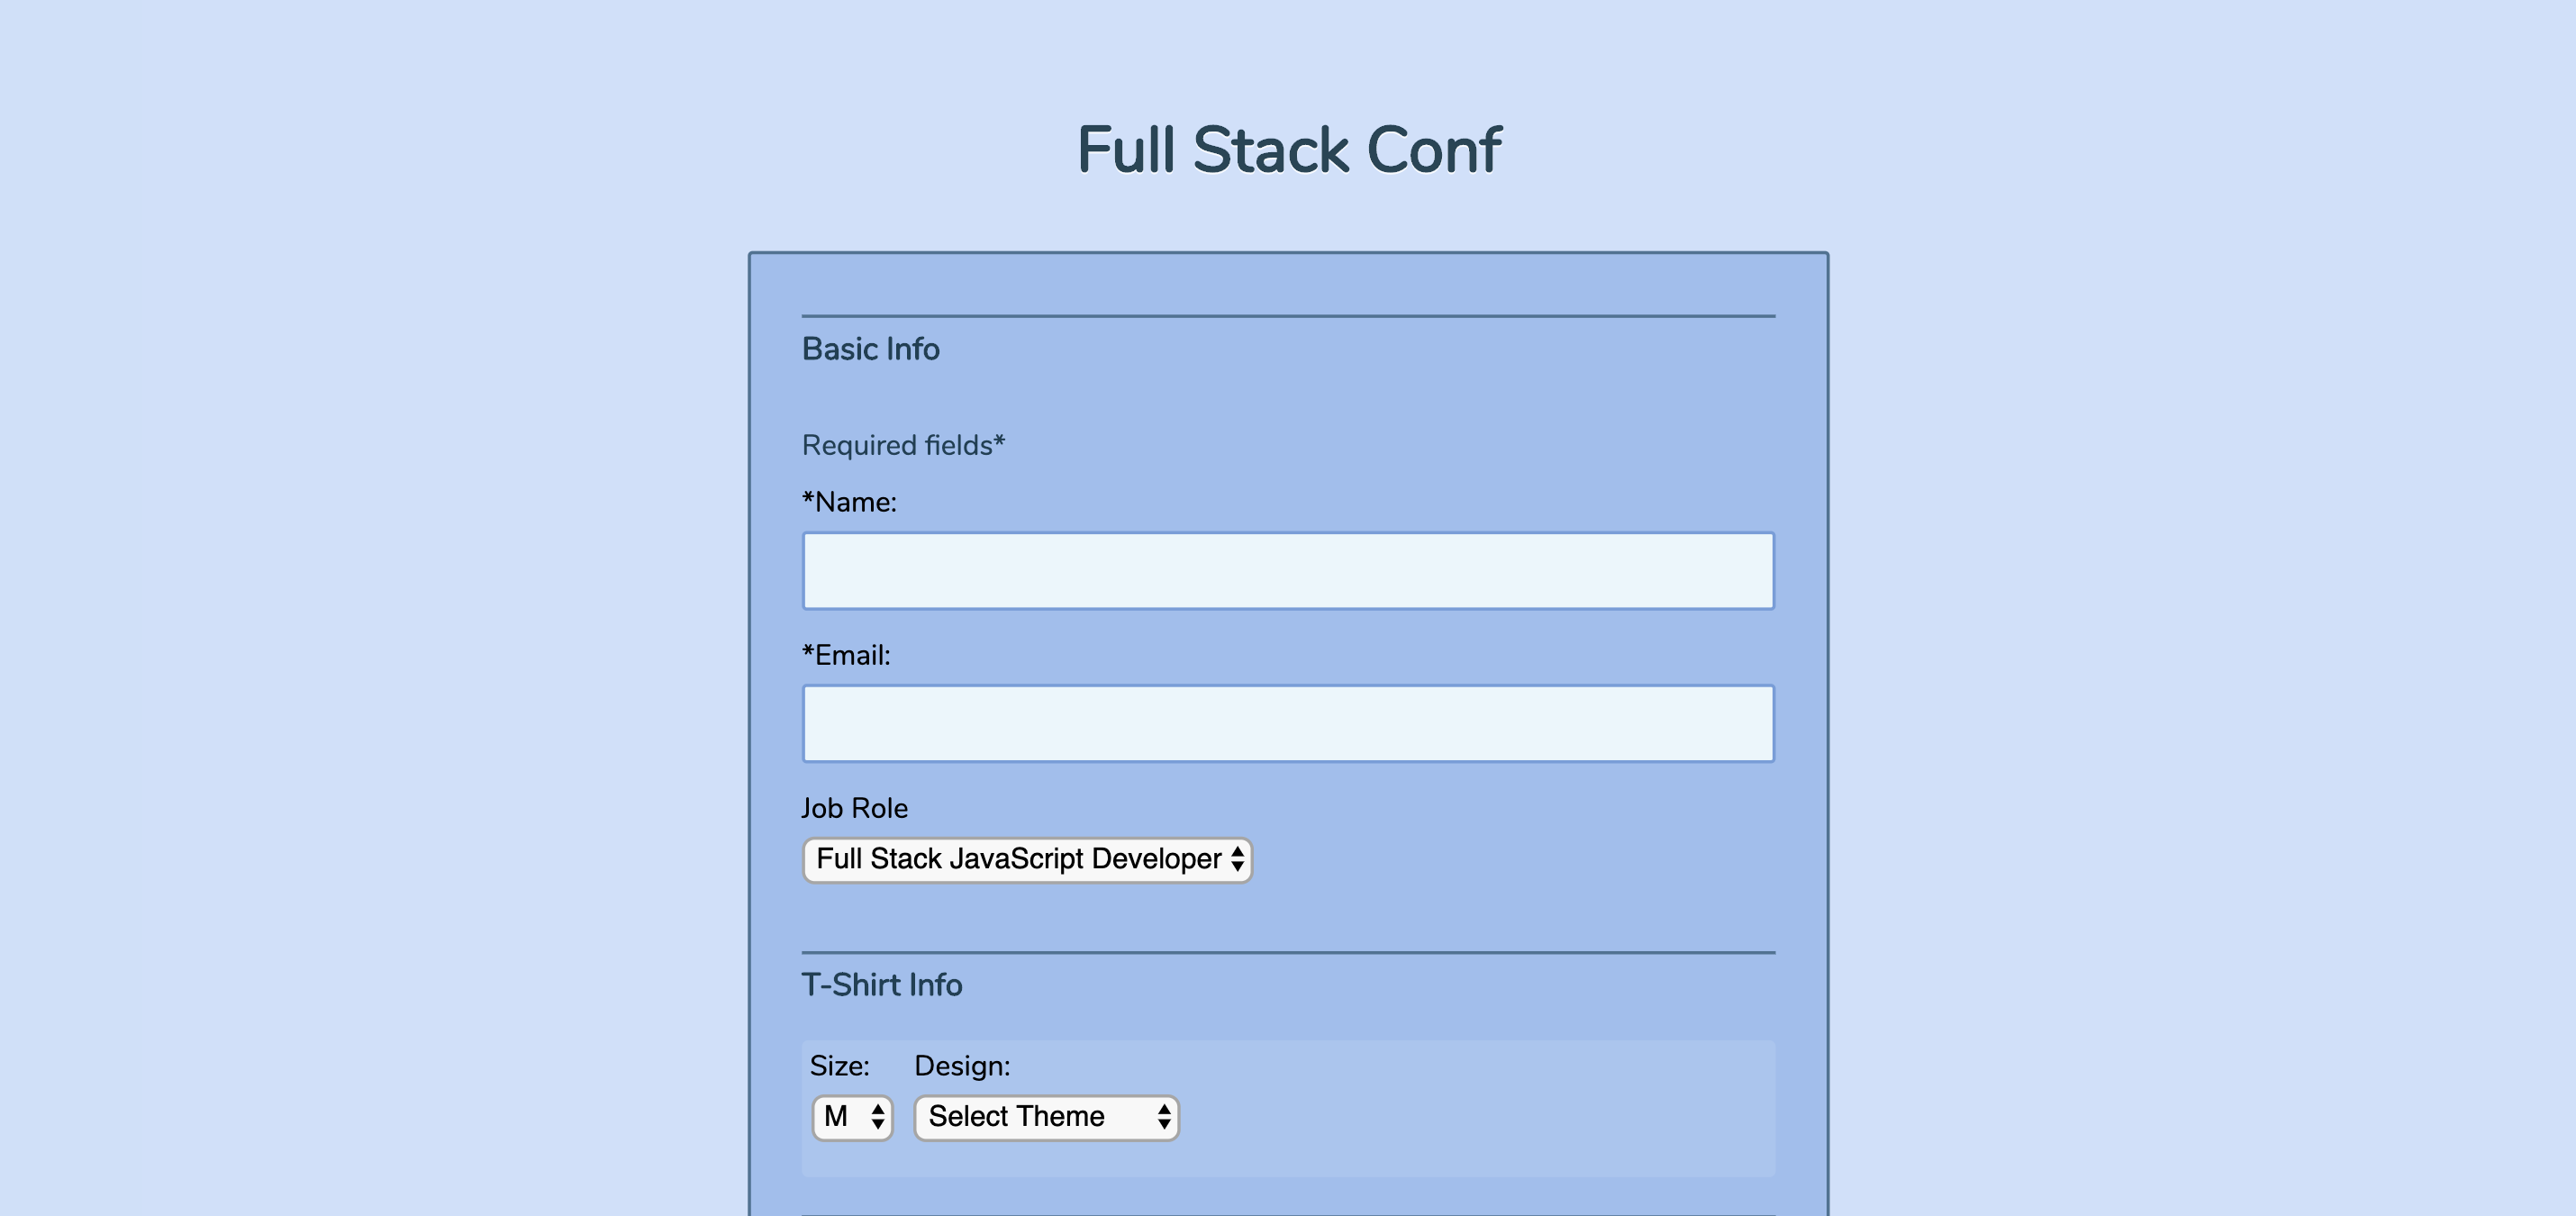 Full Stack Conf
Basic Info
Required fields*
*Name:
*Email:
Job Role
Full Stack JavaScript Developer
T-Shirt Info
Size: Design:
M Select Theme